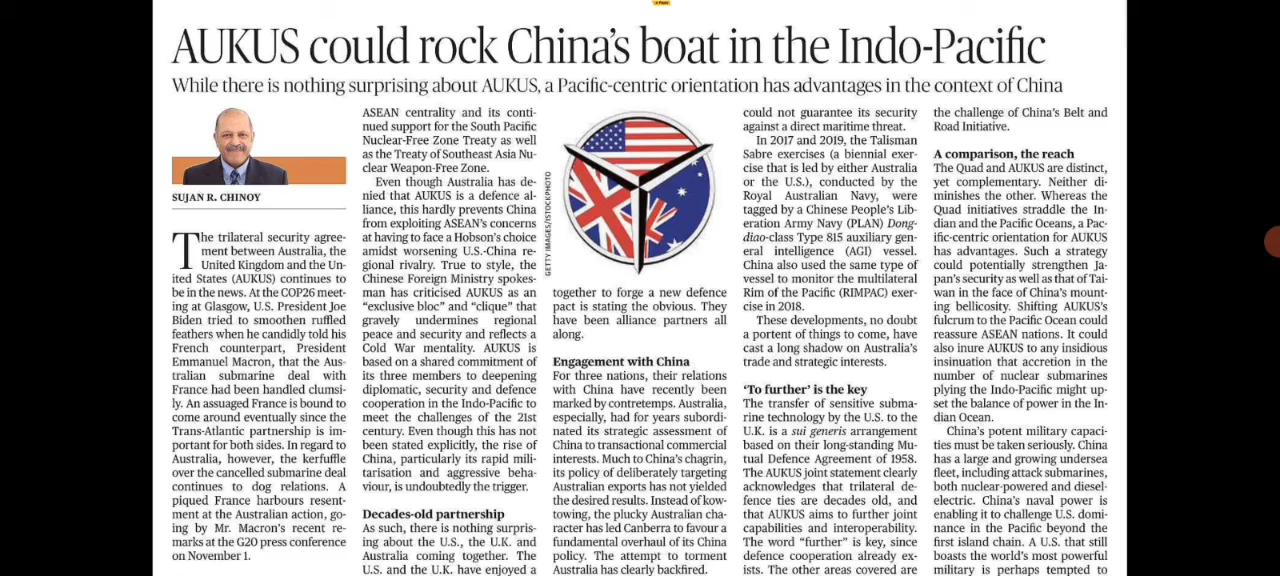 AUKUS could rock China's boat in the Indo-Pacific
While there is nothing surprising about AUKUS, a Pacific-centric orientation has advantages in the context of China
SUJAN R. CHINOY
The trilateral security agree-
ment between Australia, the
United Kingdom and the Un-
ited States (AUKUS) continues to
be in the news. At the COP26 meet-
ing at Glasgow, U.S. President Joe
Biden tried to smoothen ruffled
feathers when he candidly told his
French counterpart, President
Emmanuel Macron, that the Aus-
tralian submarine deal with
France had been handled clumsi-
ly. An assuaged France is bound to
come around eventually since the
Trans-Atlantic partnership is im-
portant for both sides. In regard to
Australia, however, the kerfuffle
over the cancelled submarine deal
continues to dog relations. A
piqued France harbours resent-
ment at the Australian action, go-
ing by Mr. Macron's recent re-
marks at the G20 press conference
on November 1.
ASEAN centrality and its conti-
nued support for the South Pacific
Nuclear-Free Zone Treaty as well
as the Treaty of Southeast Asia Nu-
clear Weapon-Free Zone.
Even though Australia has de-
nied that AUKUS is a defence al-
liance, this hardly prevents China
from exploiting ASEAN's concerns
at having to face a Hobson's choice
amidst worsening U.S.-China re-
gional rivalry. True to style, the
Chinese Foreign Ministry spokes-
man has criticised AUKUS as an
"exclusive bloc" and "clique" that
gravely undermines regional
peace and security and reflects a
Cold War mentality. AUKUS is
based on a shared commitment of
its three members to deepening
diplomatic, security and defence
cooperation in the Indo-Pacific to
meet the challenges of the 21st
century. Even though this has not
been stated explicitly, the rise of
China, particularly its rapid mili-
tarisation and aggressive beha-
viour, is undoubtedly the trigger.
Decades-old partnership
As such, there is nothing surpris-
ing about the U.S., the U.K. and
Australia coming together. The
U.S. and the U.K. have enjoyed a
GETTY IMAGES/ISTOCKPHOTO
together to forge a new defence
pact is stating the obvious. They
have been alliance partners all
along.
Engagement with China
For three nations, their relations
with China have recently been
marked by contretemps. Australia,
especially, had for years subordi-
nated its strategic assessment of
China to transactional commercial
interests. Much to China's chagrin,
its policy of deliberately targeting
Australian exports has not yielded
the desired results. Instead of kow-
towing, the plucky Australian cha-
racter has led Canberra to favour a
fundamental overhaul of its China
policy. The attempt to torment
Australia has clearly backfired.
could not guarantee its security
against a direct maritime threat.
In 2017 and 2019, the Talisman
Sabre exercises (a biennial exer-
cise that is led by either Australia
or the U.S.), conducted by the
Royal Australian Navy, were
tagged by a Chinese People's Lib-
eration Army Navy (PLAN) Dong-
diao-class Type 815 auxiliary gen-
eral intelligence (AGI) vessel.
China also used the same type of
vessel to monitor the multilateral
Rim of the Pacific (RIMPAC) exer-
cise in 2018.
These developments, no doubt
a portent of things to come, have
cast a long shadow on Australia's
trade and strategic interests.
'To further' is the key
The transfer of sensitive subma-
rine technology by the U.S. to the
U.K. is a sui generis arrangement
based on their long-standing Mu-
tual Defence Agreement of 1958.
The AUKUS joint statement clearly
acknowledges that trilateral de-
fence ties are decades old, and
that AUKUS aims to further joint
capabilities and interoperability.
The word "further" is key, since
defence cooperation already ex-
ists. The other areas covered are
the challenge of China's Belt and
Road Initiative.
A comparison, the reach
The Quad and AUKUS are distinct,
yet complementary. Neither di-
minishes the other. Whereas the
Quad initiatives straddle the In-
dian and the Pacific Oceans, a Pac-
ific-centric orientation for AUKUS
has advantages. Such a strategy
could potentially strengthen Ja-
pan's security as well as that of Tai-
wan in the face of China's mount-
ing bellicosity. Shifting AUKUS's
fulcrum to the Pacific Ocean could
reassure ASEAN nations. It could
also inure AUKUS to any insidious
insinuation that accretion in the
number of nuclear submarines
plying the Indo-Pacific might up-
set the balance of power in the In-
dian Ocean.
China's potent military capaci-
ties must be taken seriously. China
has a large and growing undersea
fleet, including attack submarines,
both nuclear-powered and diesel-
electric. China's naval power is
enabling it to challenge U.S. domi-
nance in the Pacific beyond the
first island chain. A U.S. that still
boasts the world's most powerful
military is perhaps tempted to